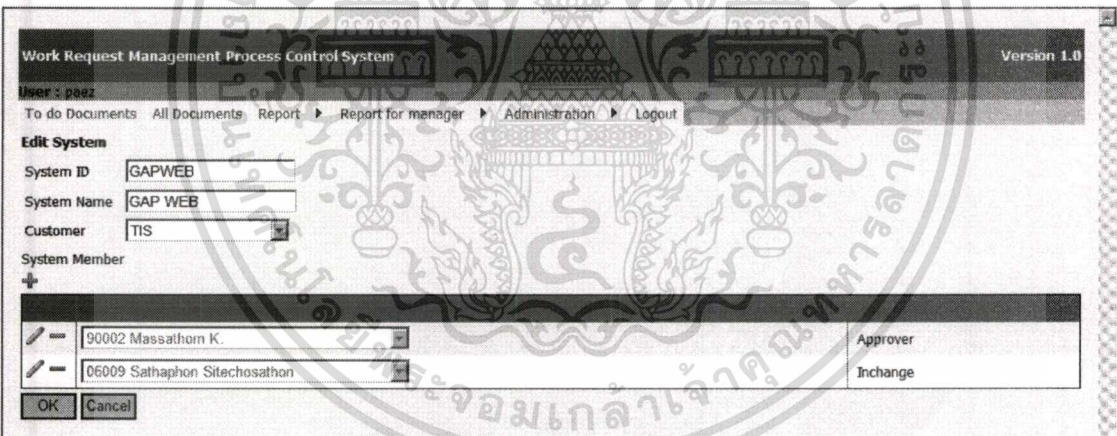 Work Request Management Process Control System Version 1.0
User : paez
To do Documents All Documents Report Report for manager Administration Logout
Edit System
System ID GAPWEB
System Name GAP WEB
Customer TIS
System Member
90002 Massathorn K. Approver
06009 Sathaphon Sitechosathon Inchange
OK Cancel